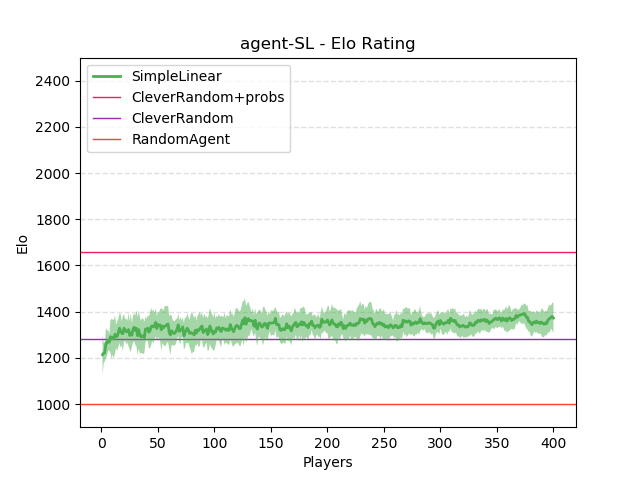 agent-SL - Elo Rating
SimpleLinear
CleverRandom+probs
CleverRandom
RandomAgent
2400
2200
2000
1800
1600
1400
1200
1000
Elo
0 50 100 150 200 250 300 350 400
Players